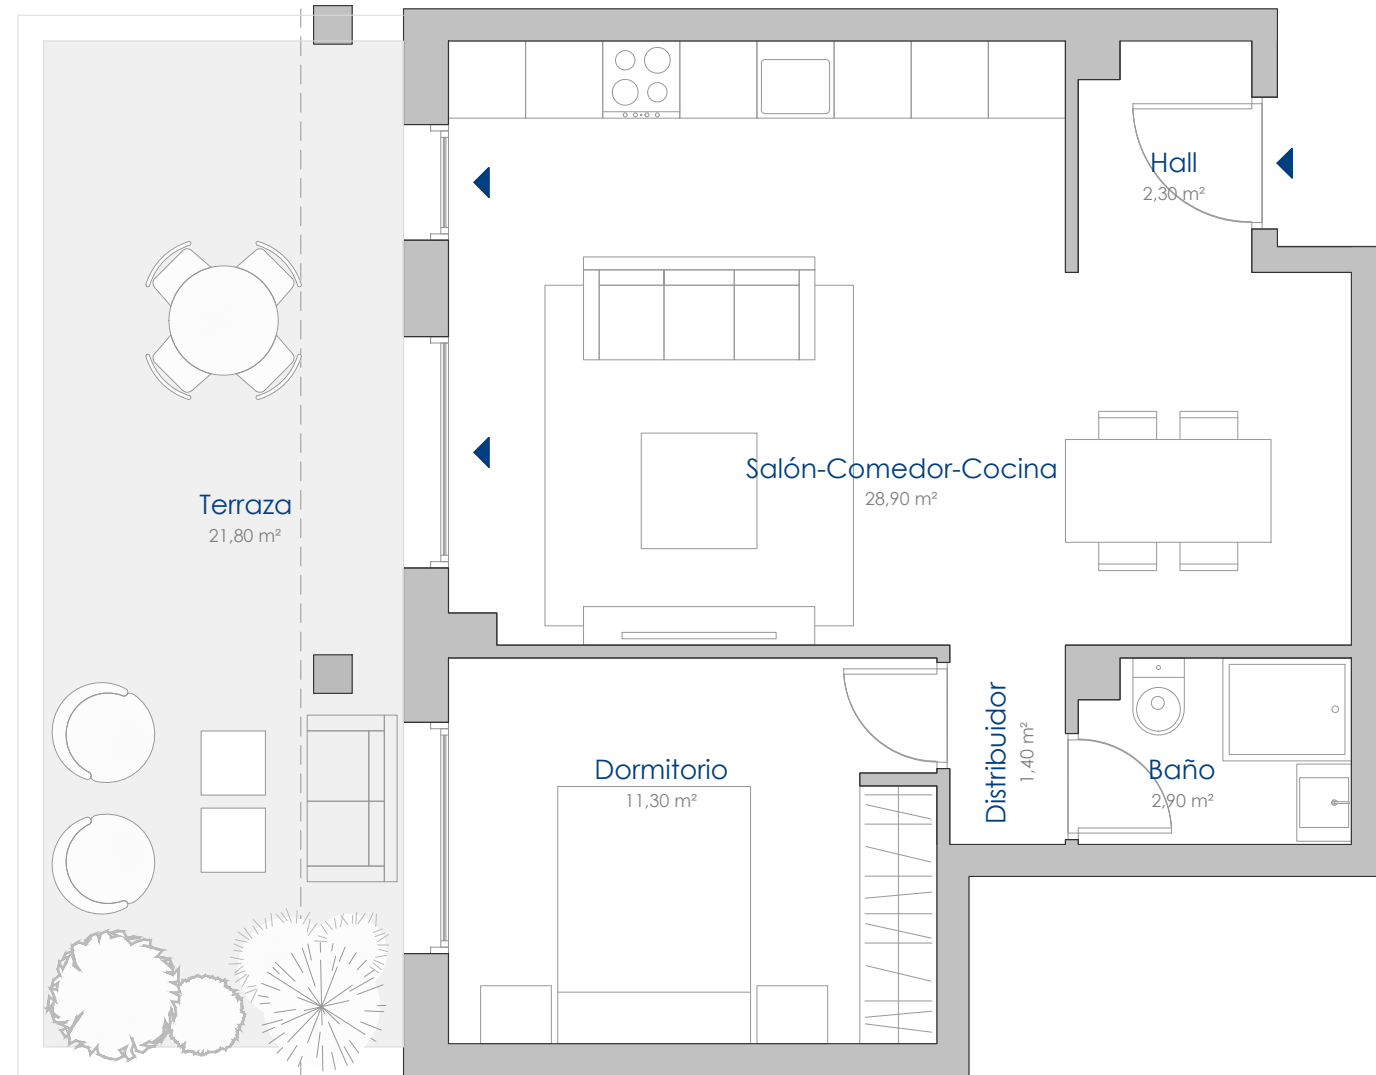 Hall
2,30 m²
Salón-Comedor-Cocina
28,90 m²
Terraza
21,80 m²
Dormitorio
11,30 m²
Distribuidor
1,40 m²
Baño
2,90 m²